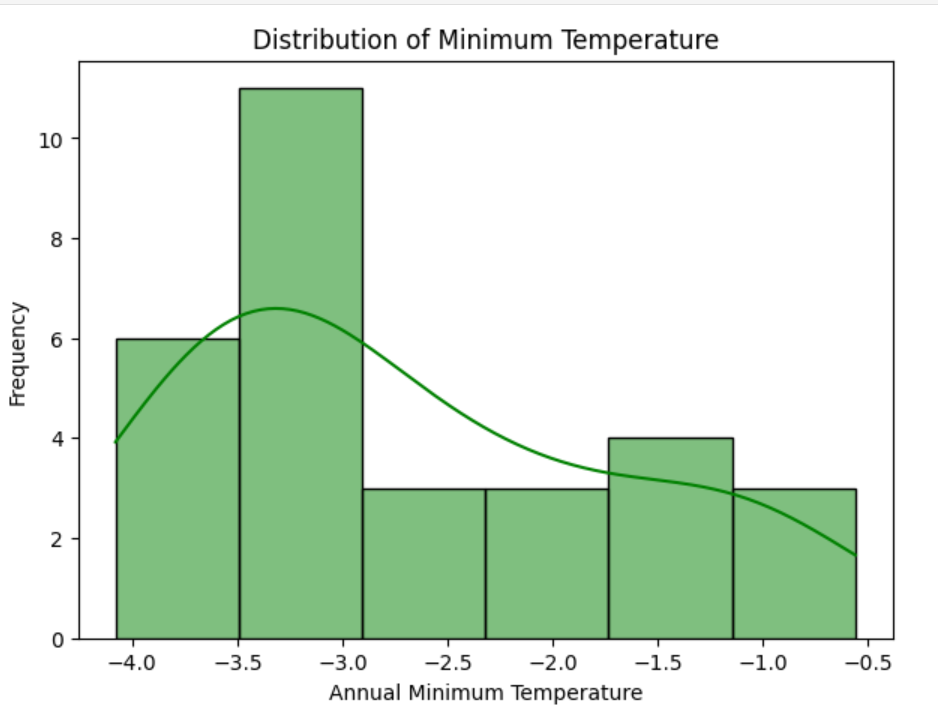 Distribution of Minimum Temperature
10
8
6
4
2
0
Frequency
−4.0 −3.5 −3.0 −2.5 −2.0 −1.5 −1.0 −0.5
Annual Minimum Temperature